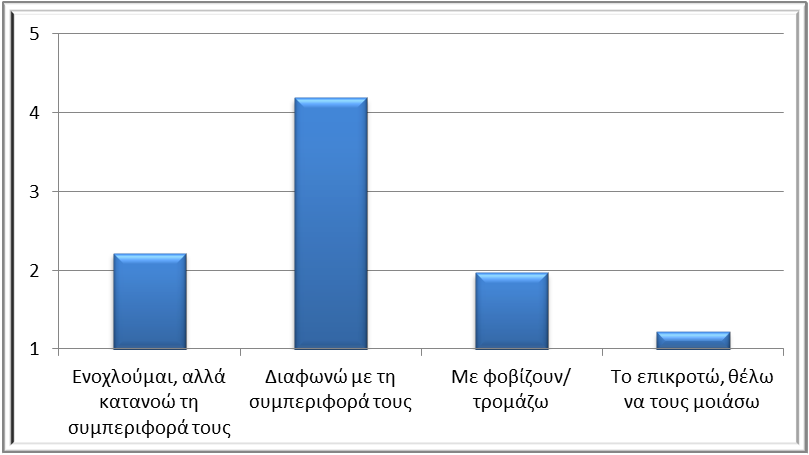 5
4
3
2
1
Ενοχλούμαι, αλλά
κατανοώ τη
συμπεριφορά τους
Διαφωνώ με τη
συμπεριφορά τους
Με φοβίζουν/
τρομάζω
Το επικροτώ, θέλω
να τους μοιάσω